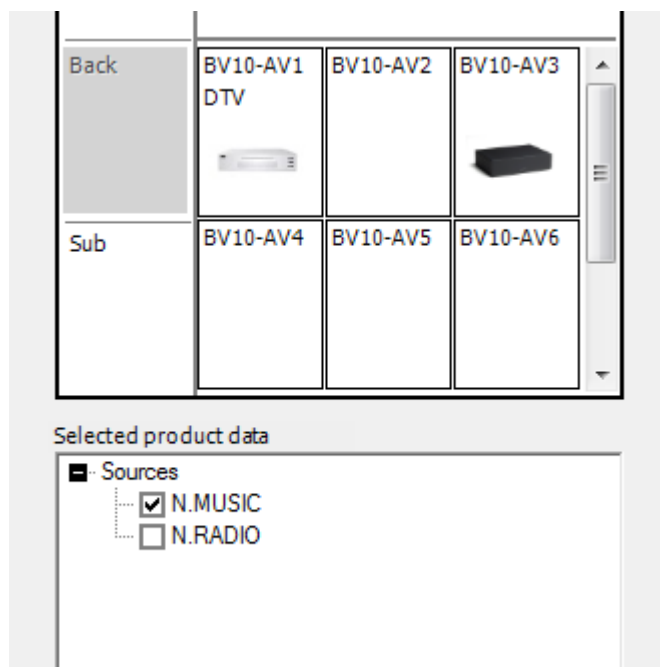 Back
BV10-AV1
DTV
BV10-AV2
BV10-AV3
Sub
BV10-AV4
BV10-AV5
BV10-AV6
Selected product data
Sources
N.MUSIC
N.RADIO